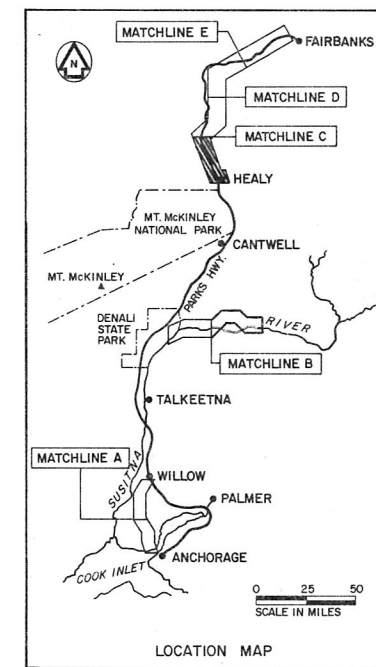 MATCHLINE E
FAIRBANKS
N
MATCHLINE D
MATCHLINE C
HEALY
MT. McKINLEY
NATIONAL PARK
CANTWELL
MT. McKINLEY
PARKS HWY.
DENALI
STATE
PARK
RIVER
MATCHLINE B
TALKEETNA
MATCHLINE A
SUSITNA
WILLOW
PALMER
COOK INLET
ANCHORAGE
0 25 50
SCALE IN MILES
LOCATION MAP